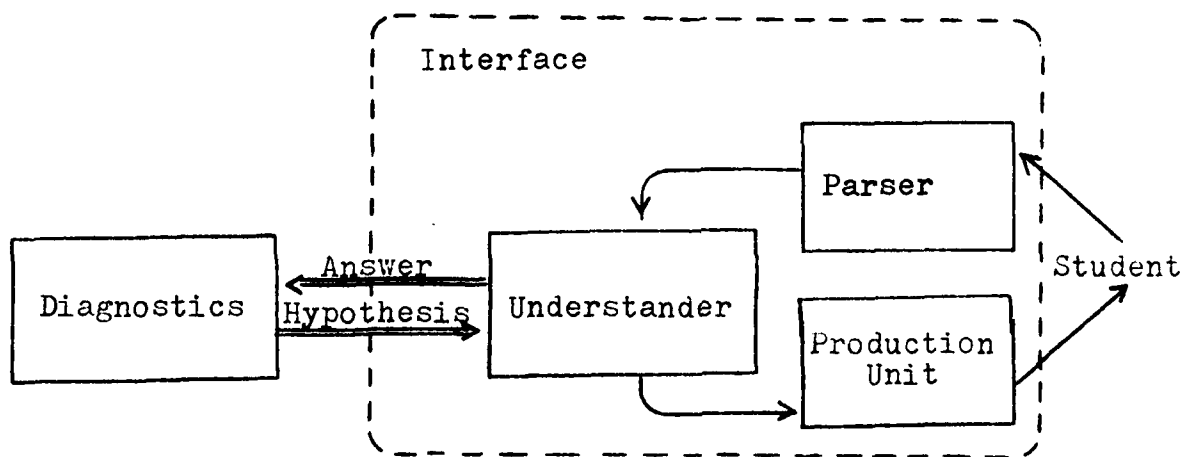 Interface
Parser
Answer
Student
Diagnostics
Hypothesis
Understander
Production
Unit